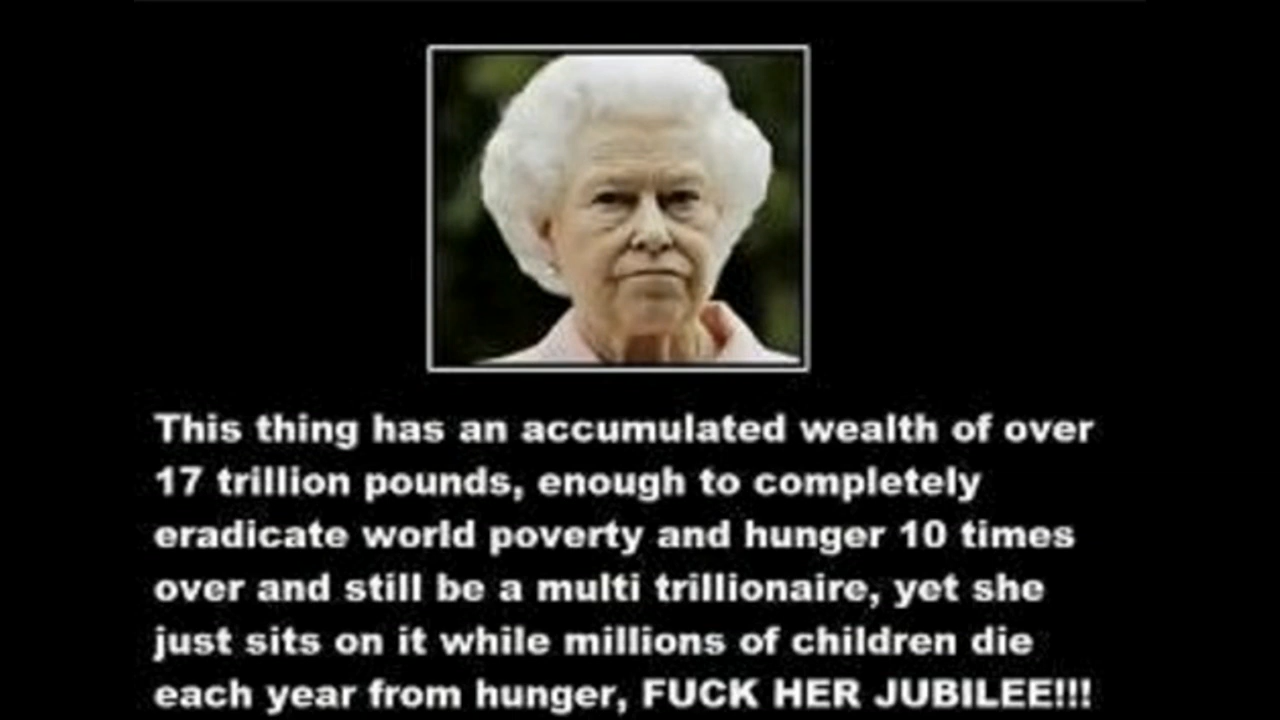 This thing has an accumulated wealth of over
17 trillion pounds, enough to completely
eradicate world poverty and hunger 10 times
over and still be a multi trillionaire, yet she
just sits on it while millions of children die
each year from hunger, FUCK HER JUBILEE!!!